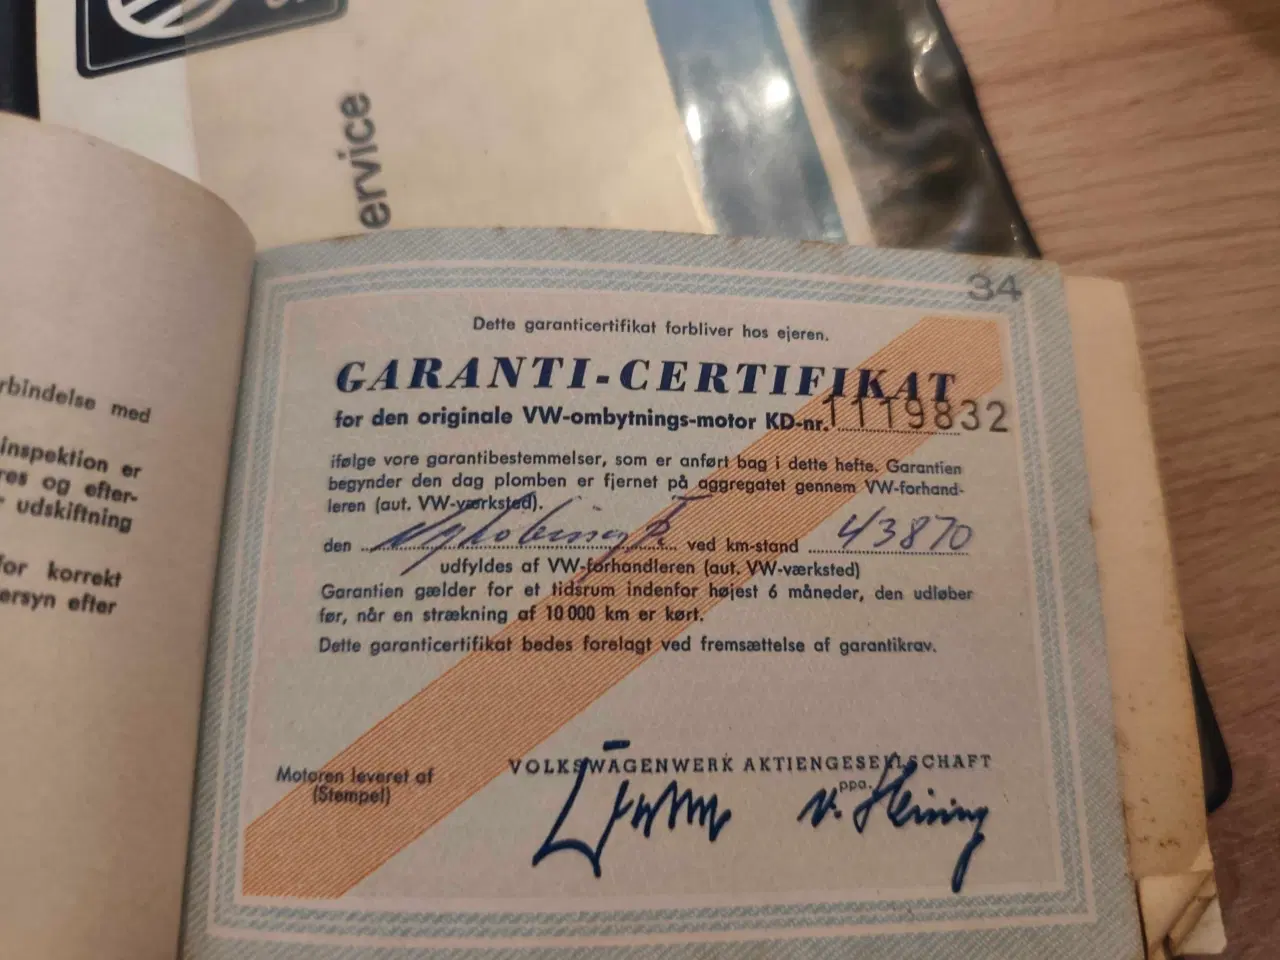 ervice
rbindelse med
inspektion er
res og efter-
udskiftning
for korrekt
ersyn efter
34
Dette garanticertifikat forbliver hos ejeren.
GARANTI-CERTIFIKAT
for den originale VW-ombytnings-motor KD-nr. 1119832
ifølge vore garantibestemmelser, som er anført bag i dette hefte. Garantien
begynder den dag plomben er fjernet på aggregatet gennem VW-forhand-
leren (aut. VW-værksted).
den Nykøbing F. ved km-stand 43870
udfyldes af VW-forhandleren (aut. VW-værksted)
Garantien gælder for et tidsrum indenfor højest 6 måneder, den udløber
før, når en strækning af 10 000 km er kørt.
Dette garanticertifikat bedes forelagt ved fremsættelse af garantikrav.
Motoren leveret af
(Stempel)
VOLKSWAGENWERK AKTIENGESELLSCHAFT
ppa.